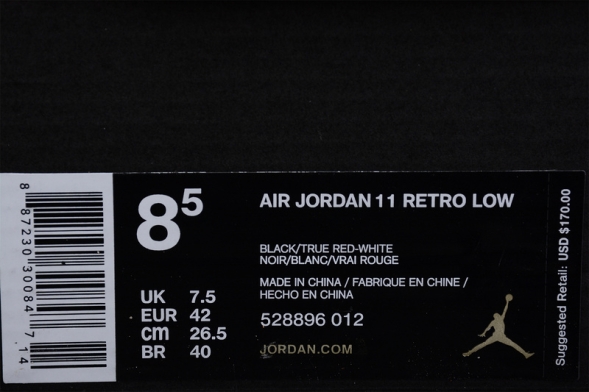 8 87230 30084 7 14
8⁵
AIR JORDAN 11 RETRO LOW
BLACK/TRUE RED-WHITE
NOIR/BLANC/VRAI ROUGE
MADE IN CHINA / FABRIQUE EN CHINE /
HECHO EN CHINA
528896 012
JORDAN.COM
UK 7.5
EUR 42
cm 26.5
BR 40
Suggested Retail: USD $170.00